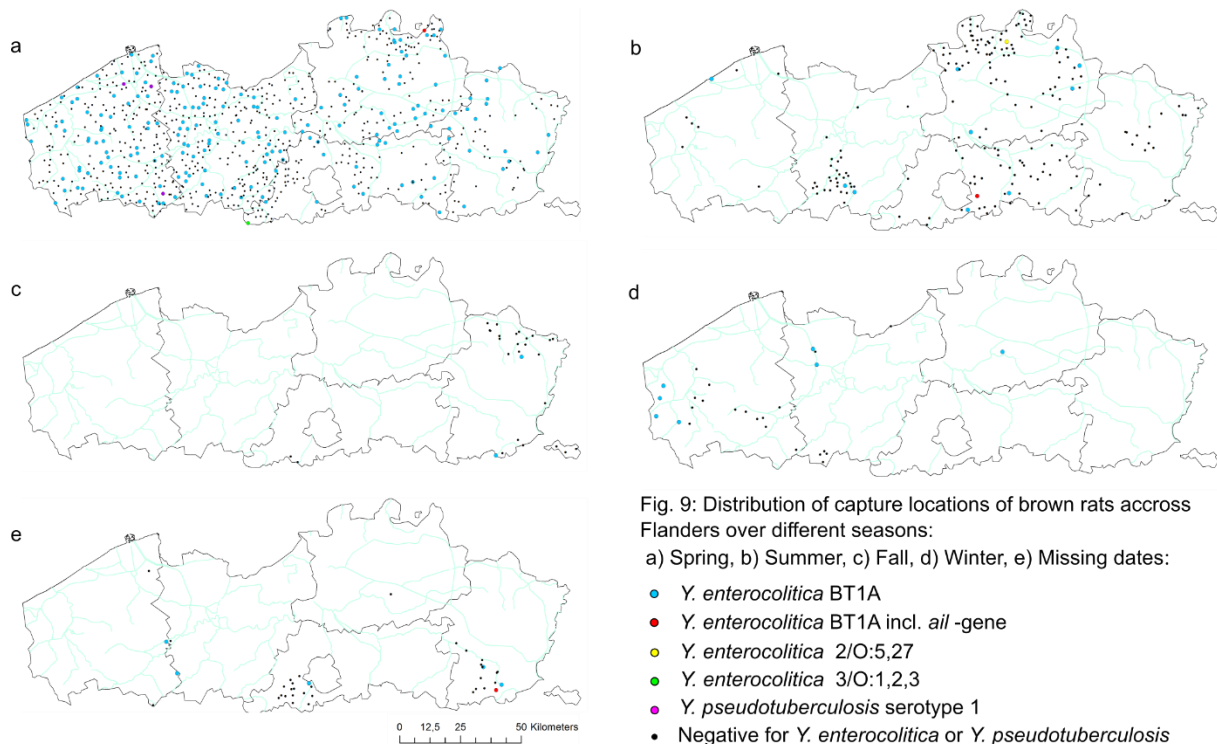 a
b
c
d
e
0 12,5 25 50 Kilometers
Fig. 9: Distribution of capture locations of brown rats accross
Flanders over different seasons:
a) Spring, b) Summer, c) Fall, d) Winter, e) Missing dates:
Y. enterocolitica BT1A
Y. enterocolitica BT1A incl. ail -gene
Y. enterocolitica 2/O:5,27
Y. enterocolitica 3/O:1,2,3
Y. pseudotuberculosis serotype 1
Negative for Y. enterocolitica or Y. pseudotuberculosis